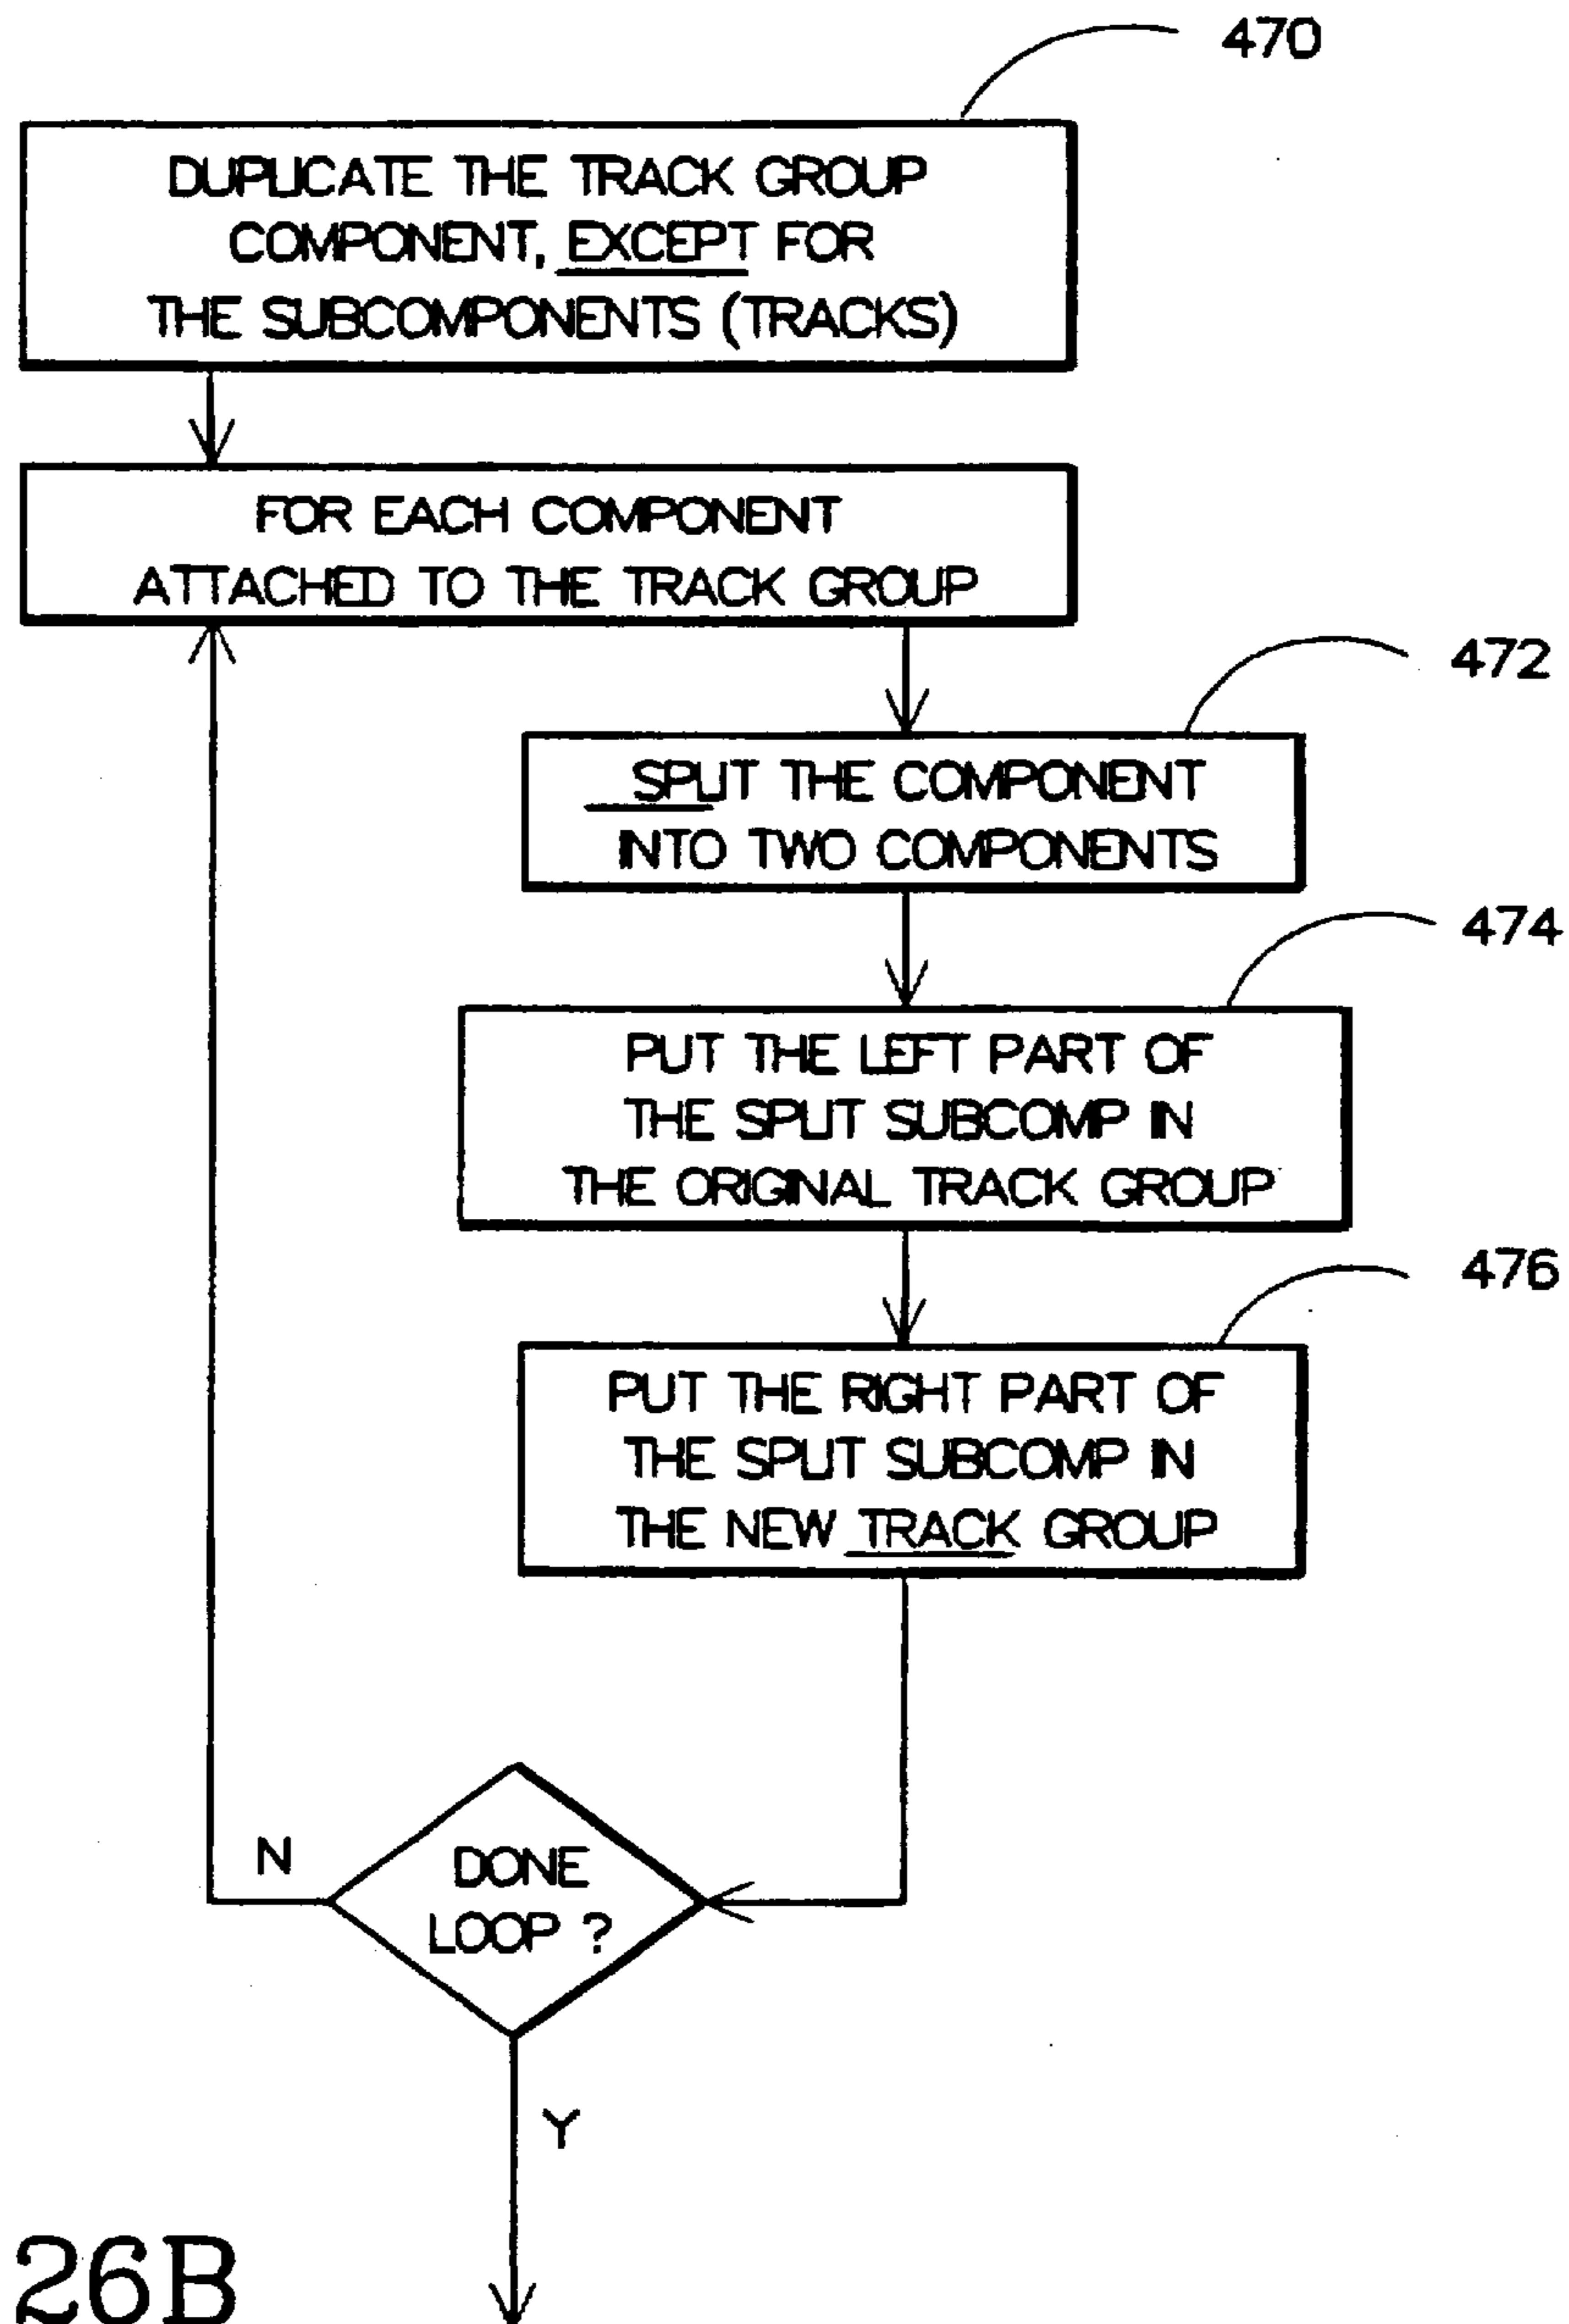 470
DUPLICATE THE TRACK GROUP
COMPONENT, EXCEPT FOR
THE SUBCOMPONENTS (TRACKS)
FOR EACH COMPONENT
ATTACHED TO THE TRACK GROUP
472
SPLIT THE COMPONENT
INTO TWO COMPONENTS
474
PUT THE LEFT PART OF
THE SPLIT SUBCOMP IN
THE ORIGINAL TRACK GROUP
476
PUT THE RIGHT PART OF
THE SPLIT SUBCOMP IN
THE NEW TRACK GROUP
N
DONE
LOOP ?
Y
26B